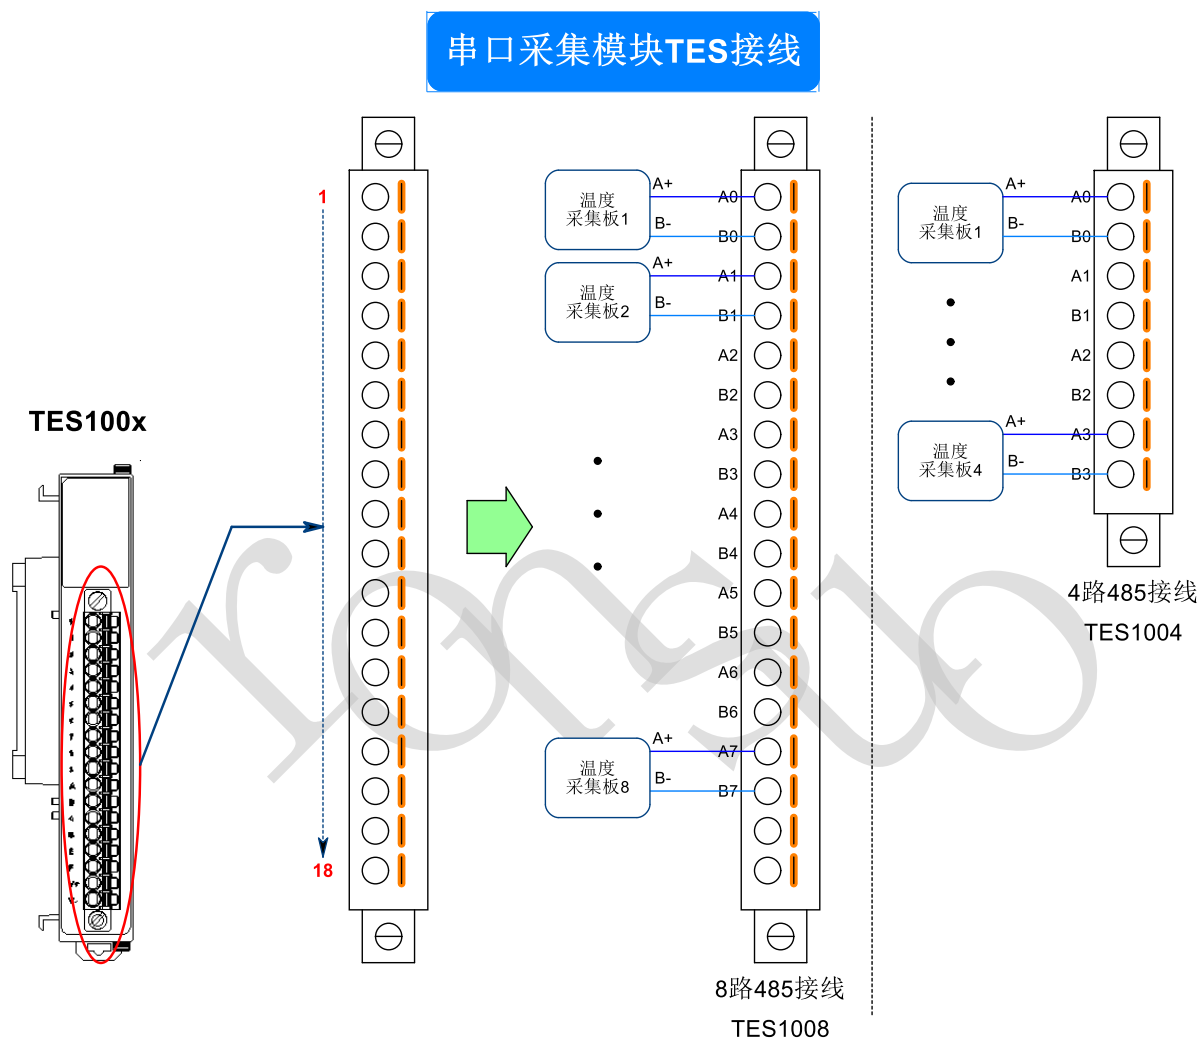 串口采集模块TES接线
TES100x
1
18
温度
采集板1
A+
B-
温度
采集板2
A+
B-
温度
采集板8
A+
B-
A0
B0
A1
B1
A2
B2
A3
B3
A4
B4
A5
B5
A6
B6
A7
B7
8路485接线
TES1008
温度
采集板1
A+
B-
温度
采集板4
A+
B-
A0
B0
A1
B1
A2
B2
A3
B3
4路485接线
TES1004